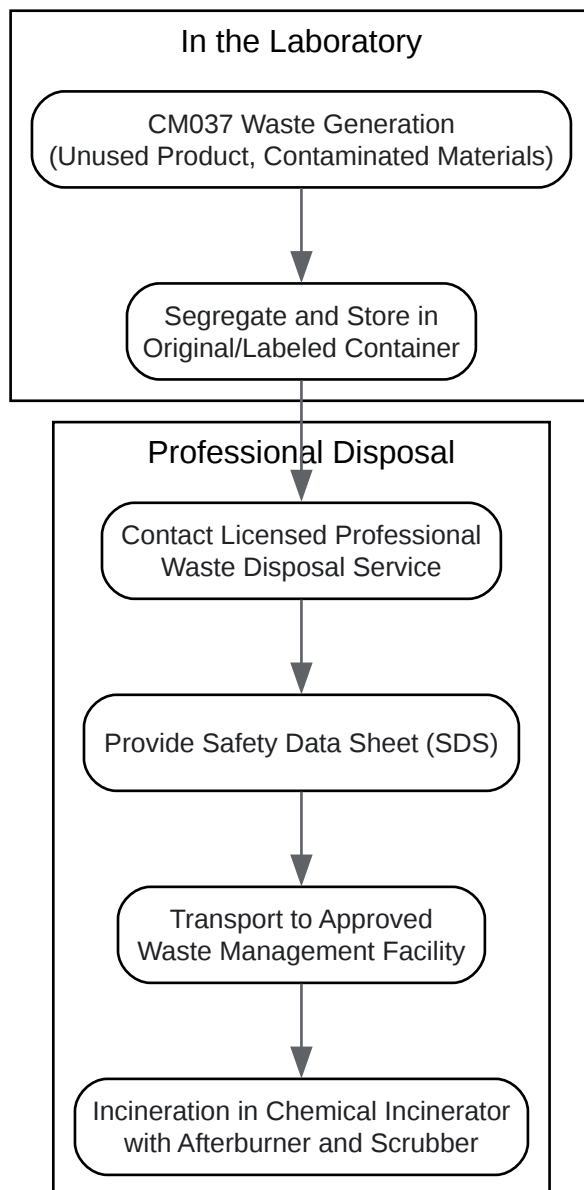 In the Laboratory
CM037 Waste Generation
(Unused Product, Contaminated Materials)
Segregate and Store in
Original/Labeled Container
Professional Disposal
Contact Licensed Professional
Waste Disposal Service
Provide Safety Data Sheet (SDS)
Transport to Approved
Waste Management Facility
Incineration in Chemical Incinerator
with Afterburner and Scrubber